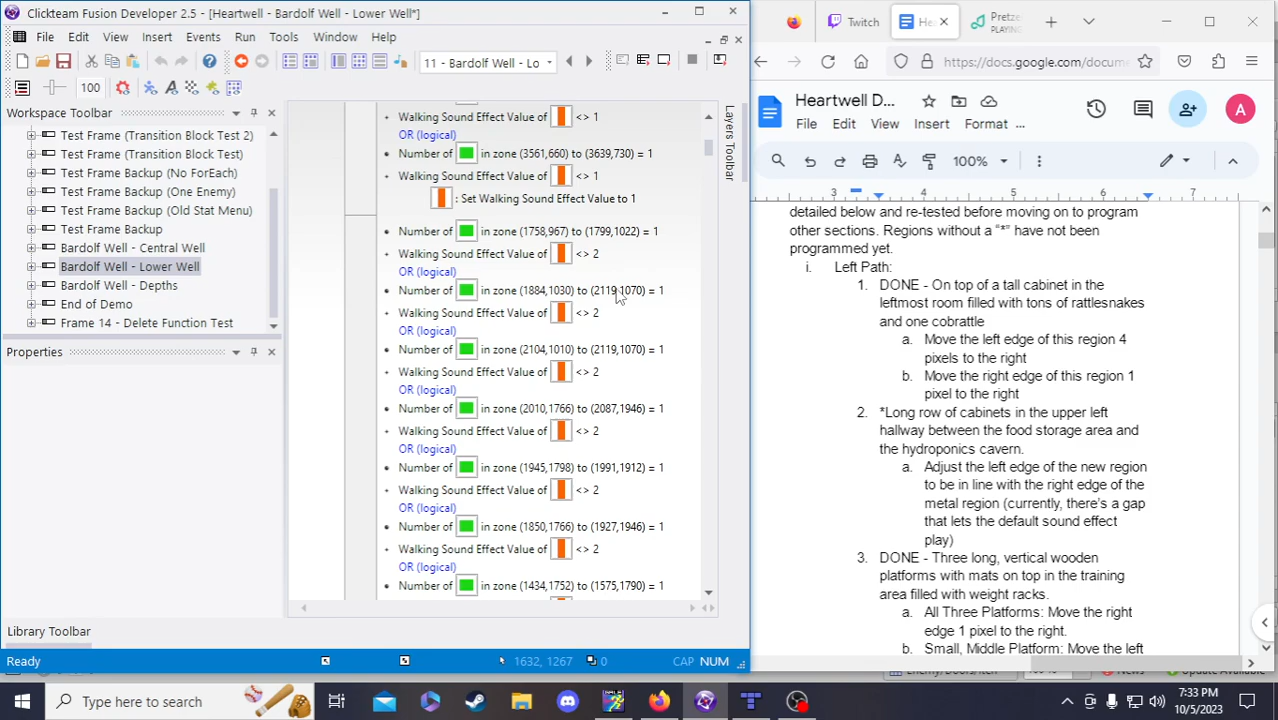 Clickteam Fusion Developer 2.5 - [Heartwell - Bardolf Well - Lower Well*]
File Edit View Insert Events Run Tools Window Help
11 - Bardolf Well - Lo
100
Workspace Toolbar
Test Frame (Transition Block Test 2)
Test Frame (Transition Block Test)
Test Frame Backup (No ForEach)
Test Frame Backup (One Enemy)
Test Frame Backup (Old Stat Menu)
Test Frame Backup
Bardolf Well - Central Well
Bardolf Well - Lower Well
Bardolf Well - Depths
End of Demo
Frame 14 - Delete Function Test
Properties
Library Toolbar
Layers Toolbar
Walking Sound Effect Value of <> 1
OR (logical)
Number of in zone (3561,660) to (3639,730) = 1
Walking Sound Effect Value of <> 1
: Set Walking Sound Effect Value to 1
Number of in zone (1758,967) to (1799,1022) = 1
Walking Sound Effect Value of <> 2
OR (logical)
Number of in zone (1884,1030) to (2119,1070) = 1
Walking Sound Effect Value of <> 2
OR (logical)
Number of in zone (2104,1010) to (2119,1070) = 1
Walking Sound Effect Value of <> 2
OR (logical)
Number of in zone (2010,1766) to (2087,1946) = 1
Walking Sound Effect Value of <> 2
OR (logical)
Number of in zone (1945,1798) to (1991,1912) = 1
Walking Sound Effect Value of <> 2
OR (logical)
Number of in zone (1850,1766) to (1927,1946) = 1
Walking Sound Effect Value of <> 2
OR (logical)
Number of in zone (1434,1752) to (1575,1790) = 1
Ready
1632, 1267
0
CAP NUM
Twitch
He
Pretze
PLAYING
https://docs.google.com/docume
Heartwell D...
File Edit View Insert Format ...
A
100%
3 4 5 6 7
detailed below and re-tested before moving on to program
other sections. Regions without a “*” have not been
programmed yet.
i. Left Path:
1. DONE - On top of a tall cabinet in the
leftmost room filled with tons of rattlesnakes
and one cobrattle
a. Move the left edge of this region 4
pixels to the right
b. Move the right edge of this region 1
pixel to the right
2. *Long row of cabinets in the upper left
hallway between the food storage area and
the hydroponics cavern.
a. Adjust the left edge of the new region
to be in line with the right edge of the
metal region (currently, there’s a gap
that lets the default sound effect
play)
3. DONE - Three long, vertical wooden
platforms with mats on top in the training
area filled with weight racks.
a. All Three Platforms: Move the right
edge 1 pixel to the right.
b. Small, Middle Platform: Move the left
Type here to search
7:33 PM
10/5/2023